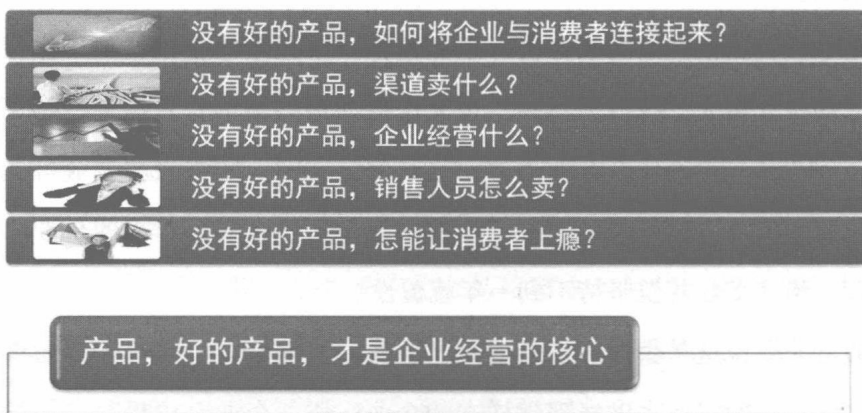 没有好的产品，如何将企业与消费者连接起来？
没有好的产品，渠道卖什么？
没有好的产品，企业经营什么？
没有好的产品，销售人员怎么卖？
没有好的产品，怎能让消费者上瘾？
产品，好的产品，才是企业经营的核心